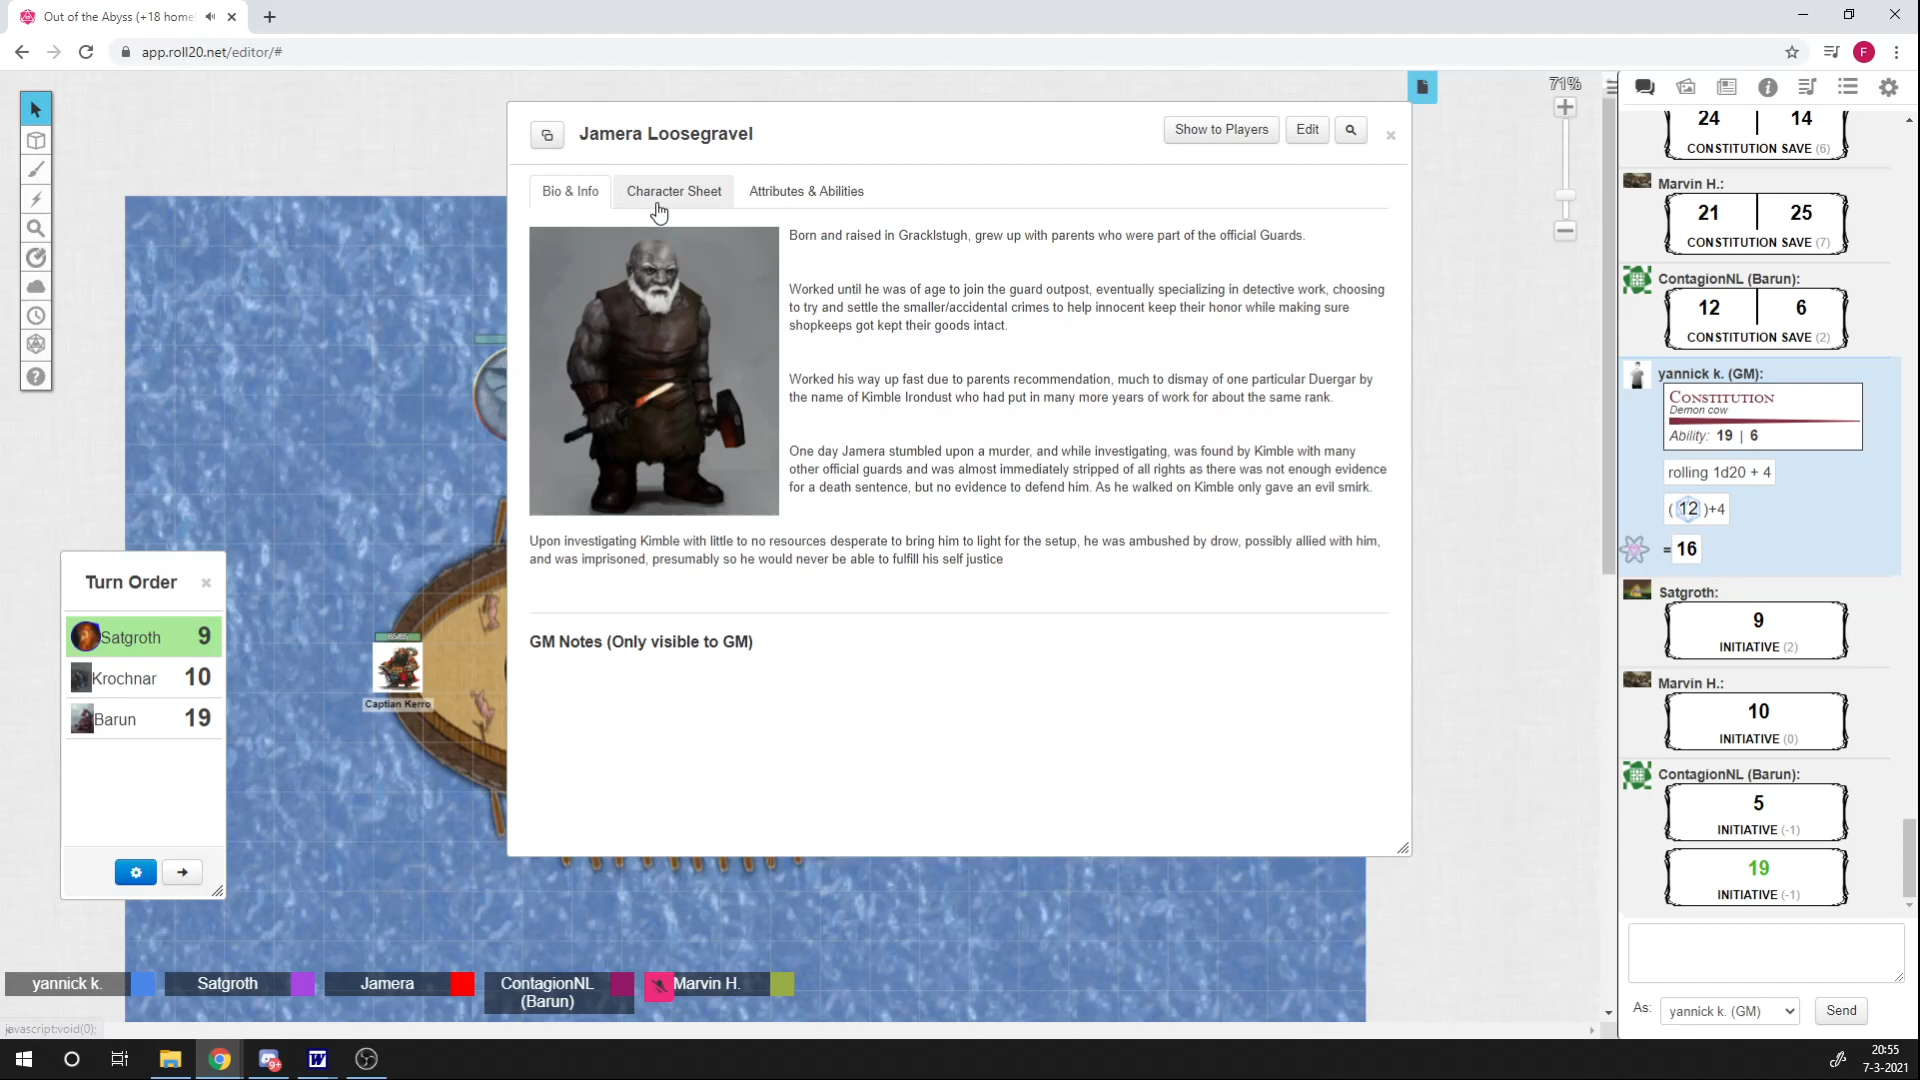 Out of the Abyss (+18 home
app.roll20.net/editor/#
F
71%
Jamera Loosegravel
Show to Players
Edit
Bio & Info
Character Sheet
Attributes & Abilities
Born and raised in Gracklstugh, grew up with parents who were part of the official Guards.
Worked until he was of age to join the guard outpost, eventually specializing in detective work, choosing
to try and settle the smaller/accidental crimes to help innocent keep their honor while making sure
shopkeeps got kept their goods intact.
Worked his way up fast due to parents recommendation, much to dismay of one particular Duergar by
the name of Kimble Irondust who had put in many more years of work for about the same rank.
One day Jamera stumbled upon a murder, and while investigating, was found by Kimble with many
other official guards and was almost immediately stripped of all rights as there was not enough evidence
for a death sentence, but no evidence to defend him. As he walked on Kimble only gave an evil smirk.
Upon investigating Kimble with little to no resources desperate to bring him to light for the setup, he was ambushed by drow, possibly allied with him,
and was imprisoned, presumably so he would never be able to fulfill his self justice
GM Notes (Only visible to GM)
Turn Order
Satgroth 9
Krochnar 10
Barun 19
Captian Kerro
24 14
CONSTITUTION SAVE (6)
Marvin H.:
21 25
CONSTITUTION SAVE (7)
ContagionNL (Barun):
12 6
CONSTITUTION SAVE (2)
yannick k. (GM):
CONSTITUTION
Demon cow
Ability: 19 | 6
rolling 1d20 + 4
(12)+4
= 16
Satgroth:
9
INITIATIVE (2)
Marvin H.:
10
INITIATIVE (0)
ContagionNL (Barun):
5
INITIATIVE (-1)
19
INITIATIVE (-1)
As:
yannick k. (GM)
Send
yannick k.
Satgroth
Jamera
ContagionNL
(Barun)
Marvin H.
javascript:void(0);
9+
W
20:55
7-3-2021